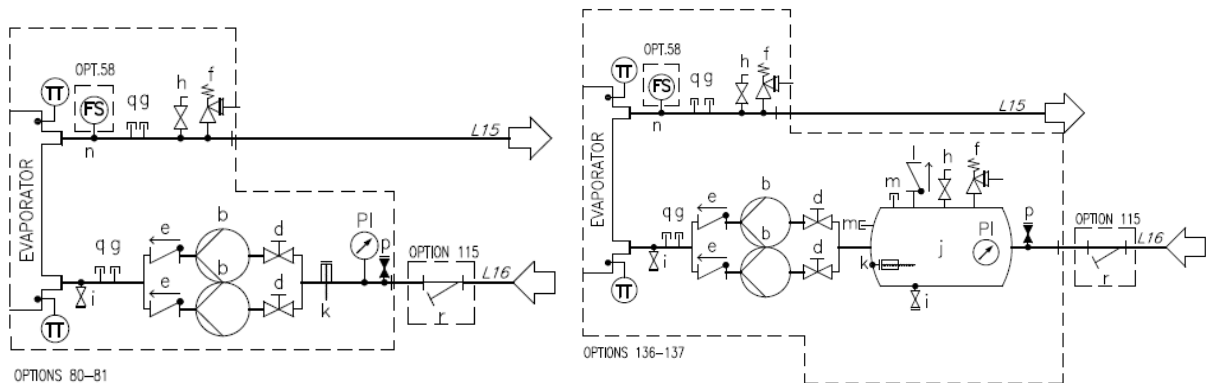 OPT.58
TT
FS
q g
h
f
n
L15
EVAPORATOR
b
e
d
PI
p
OPTION 115
q g
b
L16
i
e
d
k
r
TT
OPTIONS 80-81
OPT.58
TT
FS
q g
h
f
n
L15
EVAPORATOR
l
h
f
b
e
d
m
m
PI
p
OPTION 115
q g
b
j
L16
i
e
d
k
r
TT
i
OPTIONS 136-137